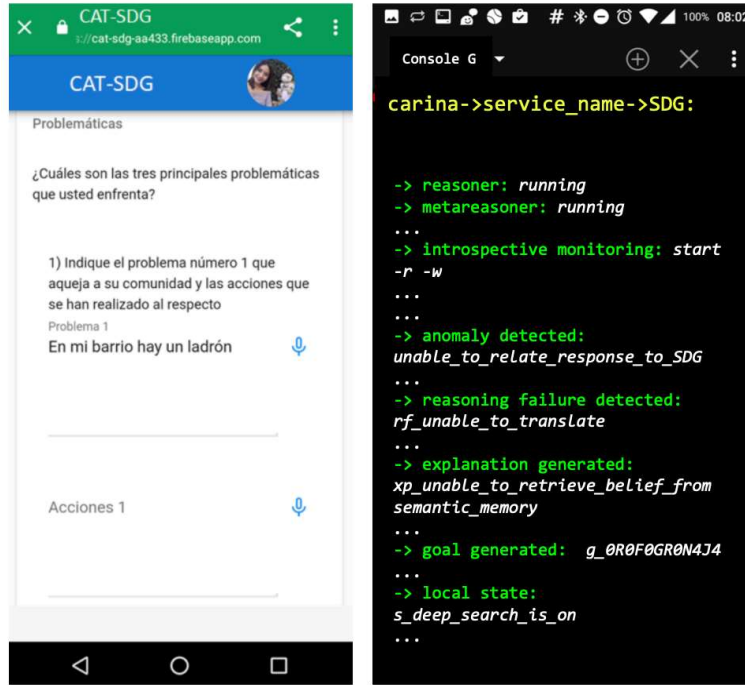 CAT-SDG
s://cat-sdg-aa433.firebaseapp.com
CAT-SDG
Problemáticas
¿Cuáles son las tres principales problemáticas
que usted enfrenta?
1) Indique el problema número 1 que
aqueja a su comunidad y las acciones que
se han realizado al respecto
Problema 1
En mi barrio hay un ladrón
Acciones 1
100% 08:02
Console G
carina->service_name->SDG:
-> reasoner: running
-> metareasoner: running
...
-> introspective monitoring: start
-r -w
...
...
-> anomaly detected:
unable_to_relate_response_to_SDG
...
-> reasoning failure detected:
rf_unable_to_translate
...
-> explanation generated:
xp_unable_to_retrieve_belief_from
semantic_memory
...
-> goal generated: g_0R0F0GR0N4J4
...
-> local state:
s_deep_search_is_on
...